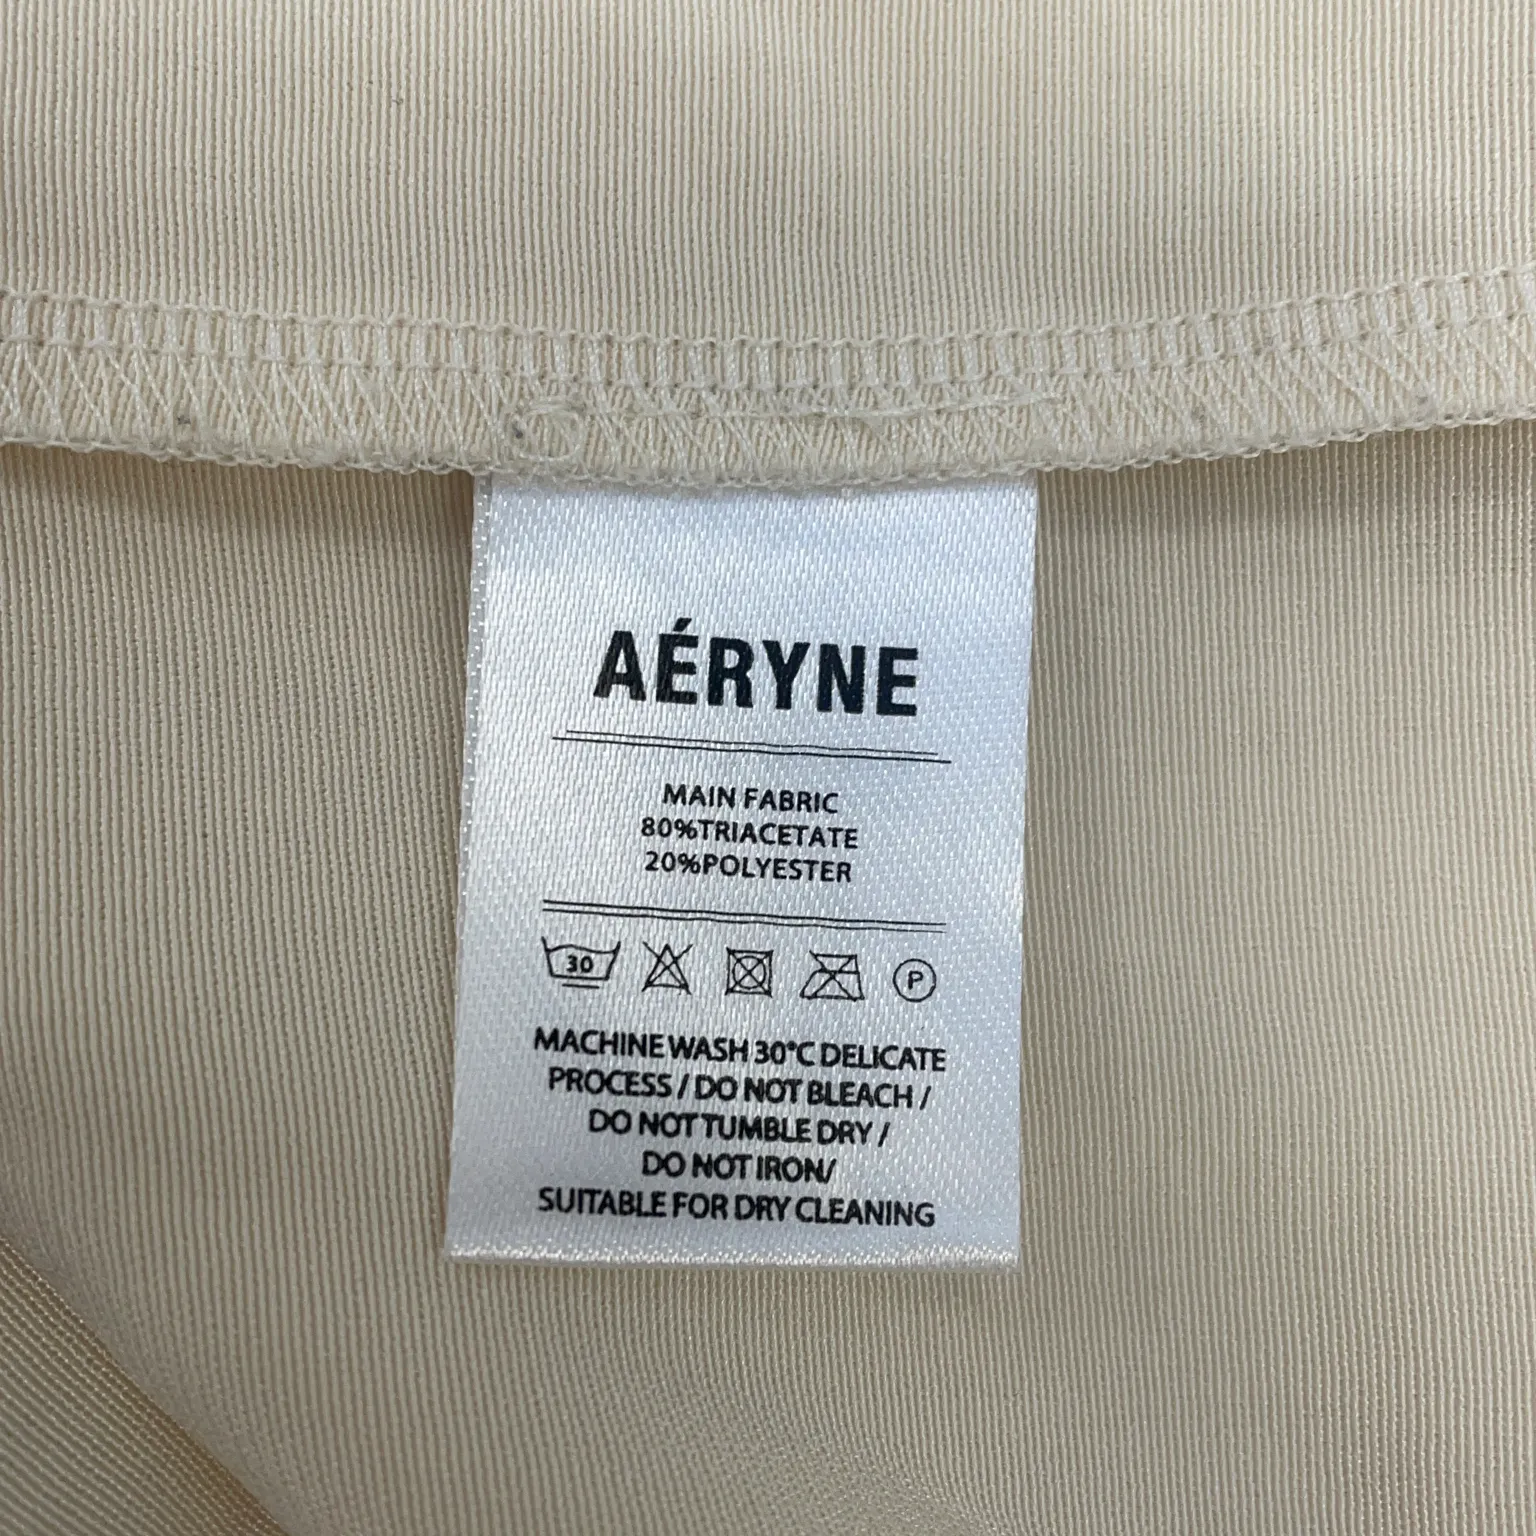 AÉRYNE
MAIN FABRIC
80%TRIACETATE
20%POLYESTER
30 P
MACHINE WASH 30°C DELICATE
PROCESS / DO NOT BLEACH /
DO NOT TUMBLE DRY /
DO NOT IRON/
SUITABLE FOR DRY CLEANING